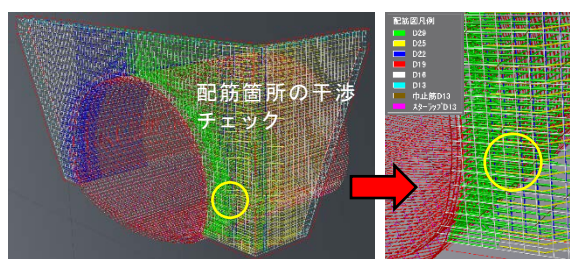 配筋箇所の干渉
チェック
配筋図凡例
D29
D25
D22
D19
D16
D13
巾止筋D13
スターラップD13